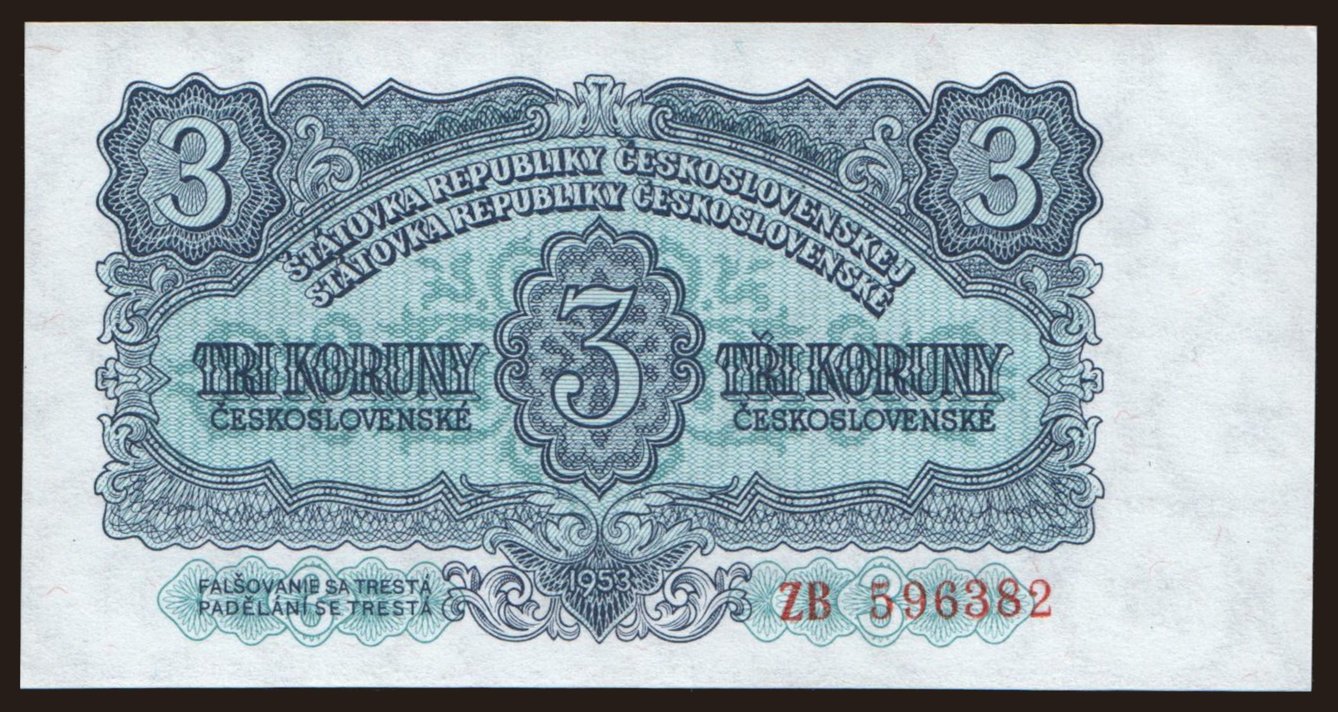 3 3
ŠTÁTOVKA REPUBLIKY ČESKOSLOVENSKEJ
STÁTOVKA REPUBLIKY ČESKOSLOVENSKÉ
3
TRI KORUNY
ČESKOSLOVENSKÉ
TŘI KORUNY
ČESKOSLOVENSKÉ
1953
FALŠOVANIE SA TRESTÁ
PADĚLÁNÍ SE TRESTÁ
ZB 596382